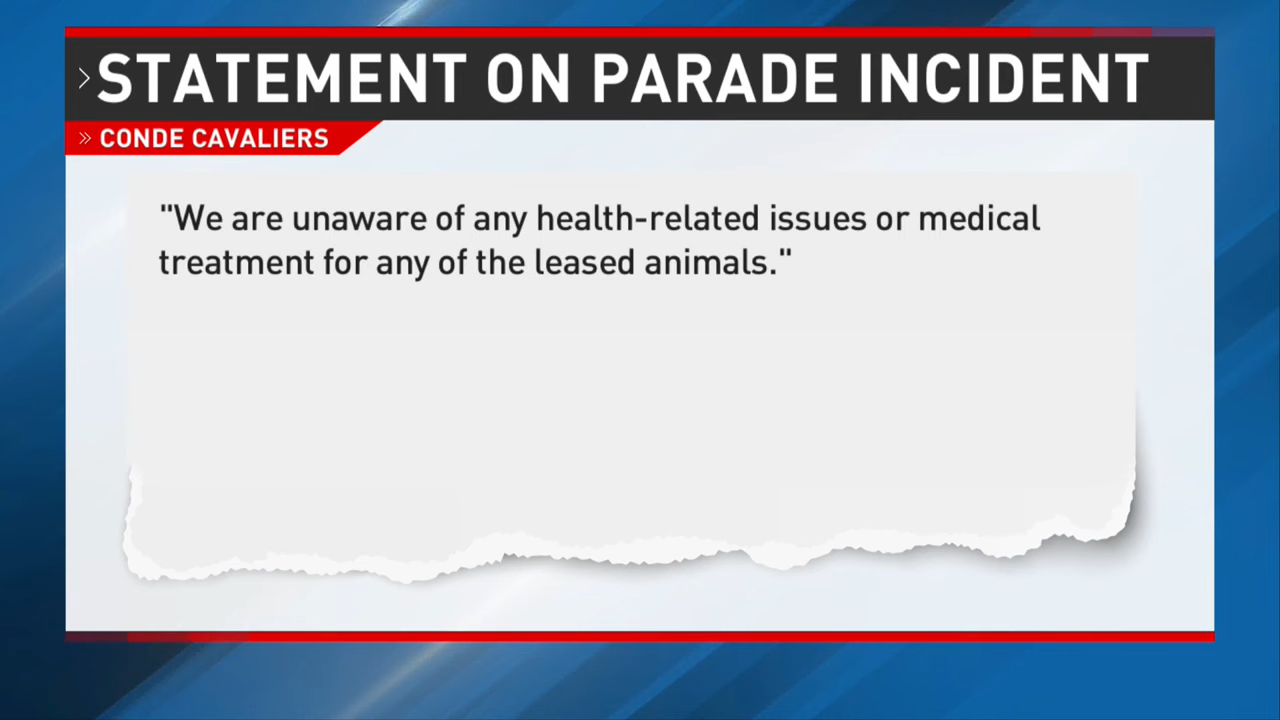 STATEMENT ON PARADE INCIDENT
CONDE CAVALIERS
"We are unaware of any health-related issues or medical
treatment for any of the leased animals."